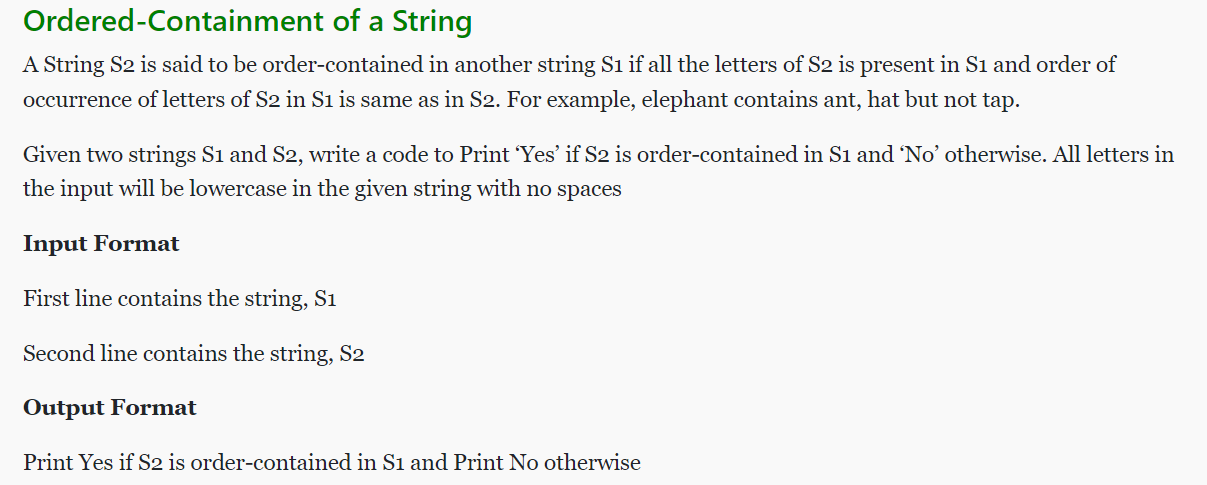 Ordered-Containment of a String
A String S2 is said to be order-contained in another string S1 if all the letters of S2 is present in S1 and order of
occurrence of letters of S2 in S1 is same as in S2. For example, elephant contains ant, hat but not tap.
Given two strings S1 and S2, write a code to Print ‘Yes’ if S2 is order-contained in S1 and ‘No’ otherwise. All letters in
the input will be lowercase in the given string with no spaces
Input Format
First line contains the string, S1
Second line contains the string, S2
Output Format
Print Yes if S2 is order-contained in S1 and Print No otherwise